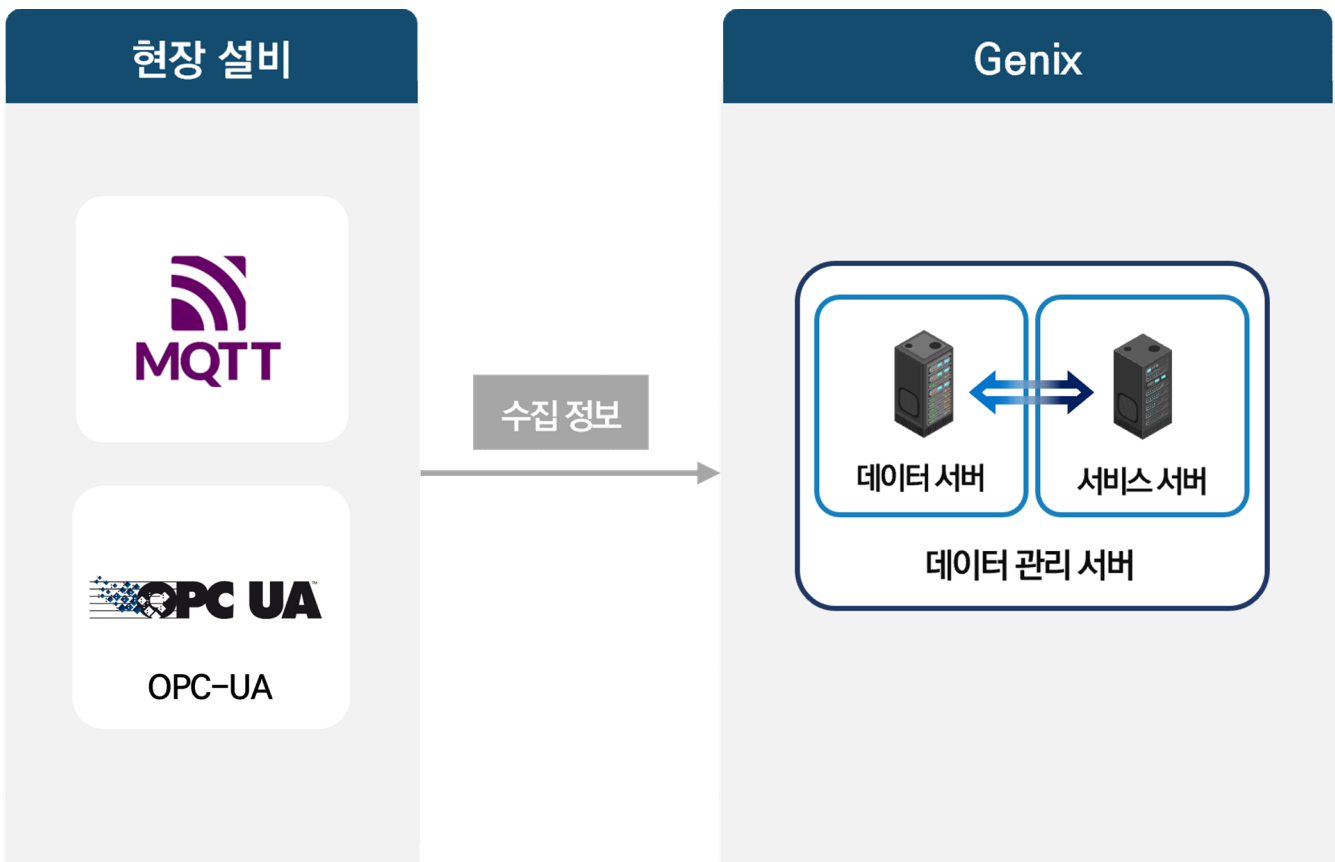 현장 설비
Genix
MQTT
수집 정보
데이터 서버
서비스 서버
데이터 관리 서버
OPC UA™
OPC-UA